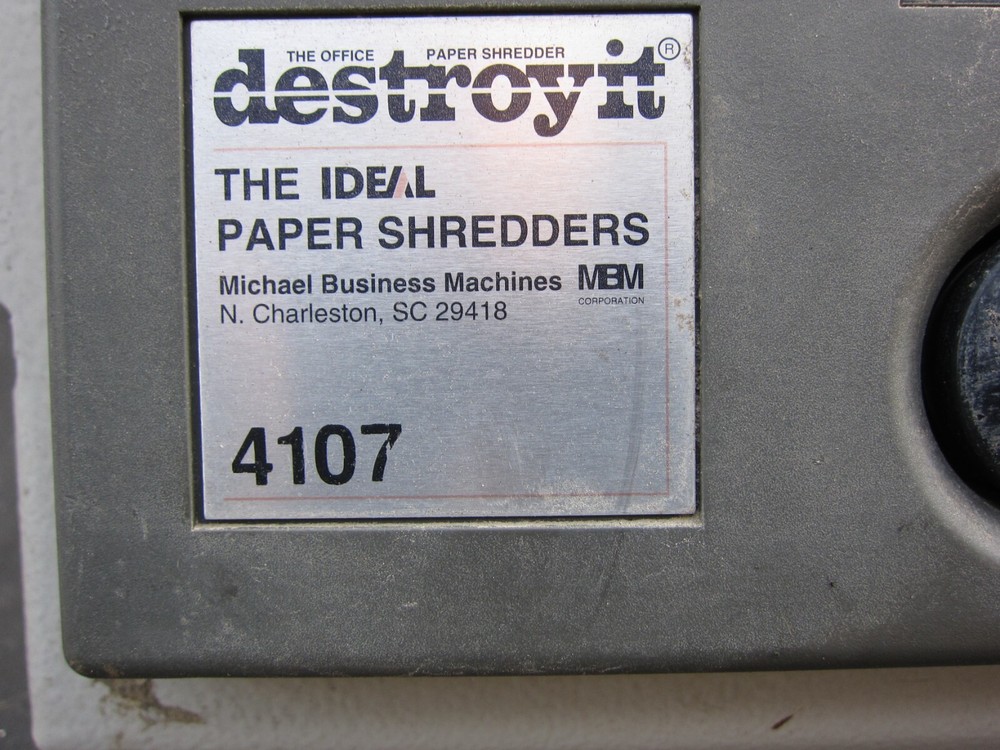 THE OFFICE PAPER SHREDDER
destroyit®
THE IDEAL
PAPER SHREDDERS
Michael Business Machines MBM
N. Charleston, SC 29418 CORPORATION
4107